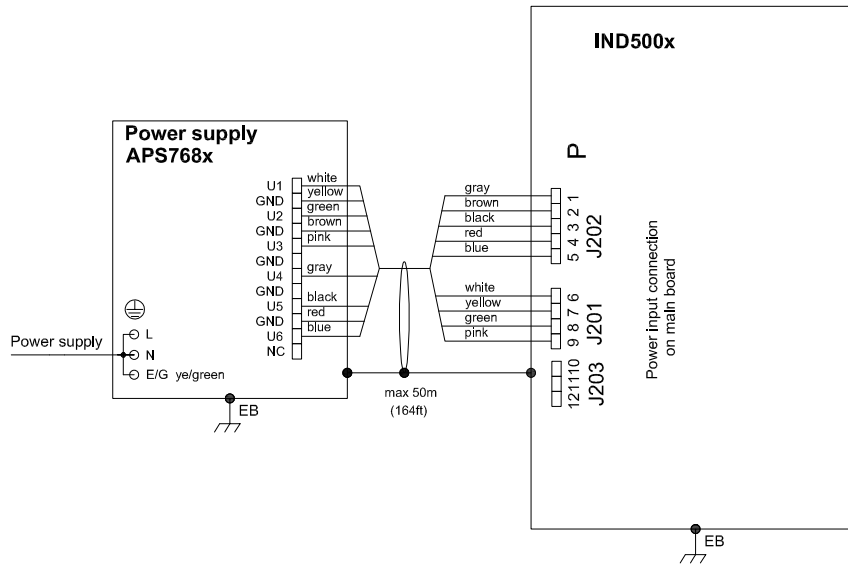 IND500x
Power supply
APS768x
P
U1 white
GND yellow
U2 green
GND brown
U3 pink
GND
U4 gray
GND
U5 black
GND red
U6 blue
NC
gray 1
brown 2
black 3
red 4
blue 5
J202
white 6
yellow 7
green 8
pink 9
J201
10
11
12
J203
Power input connection
on main board
Power supply
L
N
E/G ye/green
EB
max 50m
(164ft)
EB